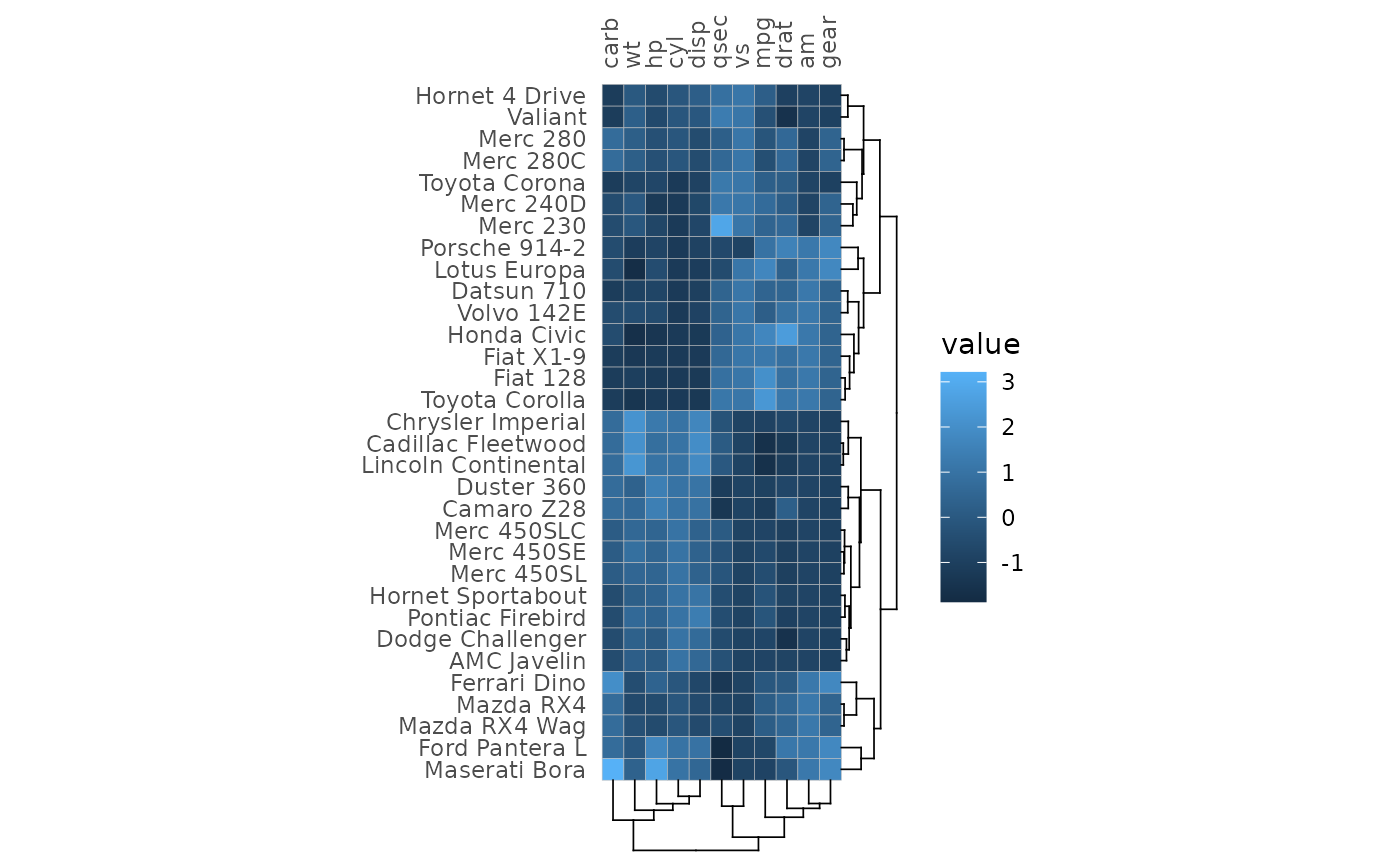 carb wt hp cyl disp qsec vs mpg drat am gear
Hornet 4 Drive
Valiant
Merc 280
Merc 280C
Toyota Corona
Merc 240D
Merc 230
Porsche 914-2
Lotus Europa
Datsun 710
Volvo 142E
Honda Civic
Fiat X1-9
Fiat 128
Toyota Corolla
Chrysler Imperial
Cadillac Fleetwood
Lincoln Continental
Duster 360
Camaro Z28
Merc 450SLC
Merc 450SE
Merc 450SL
Hornet Sportabout
Pontiac Firebird
Dodge Challenger
AMC Javelin
Ferrari Dino
Mazda RX4
Mazda RX4 Wag
Ford Pantera L
Maserati Bora
value
3
2
1
0
-1